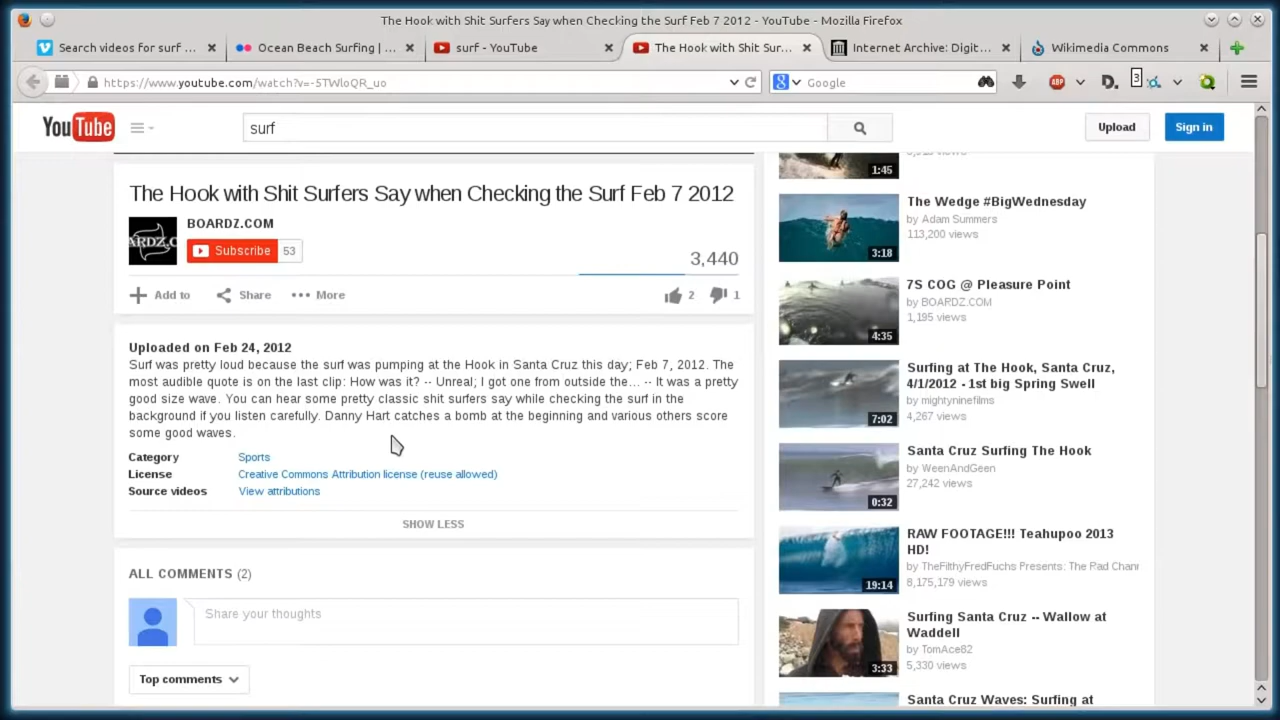 The Hook with Shit Surfers Say when Checking the Surf Feb 7 2012 - YouTube - Mozilla Firefox
Search videos for surf ...
Ocean Beach Surfing | ...
surf - YouTube
The Hook with Shit Sur...
Internet Archive: Digit...
Wikimedia Commons
https://www.youtube.com/watch?v=-5TWloQR_uo
Google
ABP
D.
3
YouTube
surf
Upload
Sign in
The Hook with Shit Surfers Say when Checking the Surf Feb 7 2012
BOARDZ.COM
Subscribe 53
3,440
Add to
Share
More
2
1
Uploaded on Feb 24, 2012
Surf was pretty loud because the surf was pumping at the Hook in Santa Cruz this day; Feb 7, 2012. The
most audible quote is on the last clip: How was it? -- Unreal; I got one from outside the... -- It was a pretty
good size wave. You can hear some pretty classic shit surfers say while checking the surf in the
background if you listen carefully. Danny Hart catches a bomb at the beginning and various others score
some good waves.
Category Sports
License Creative Commons Attribution license (reuse allowed)
Source videos View attributions
SHOW LESS
ALL COMMENTS (2)
Share your thoughts
Top comments
1:45
The Wedge #BigWednesday
by Adam Summers
113,200 views
3:18
7S COG @ Pleasure Point
by BOARDZ.COM
1,195 views
4:35
Surfing at The Hook, Santa Cruz,
4/1/2012 - 1st big Spring Swell
by mightyninefilms
4,267 views
7:02
Santa Cruz Surfing The Hook
by WeenAndGeen
27,242 views
0:32
RAW FOOTAGE!!! Teahupoo 2013
HD!
by TheFilthyFredFuchs Presents: The Rad Chann
8,175,179 views
19:14
Surfing Santa Cruz -- Wallow at
Waddell
by TomAce82
5,330 views
3:33
Santa Cruz Waves: Surfing at